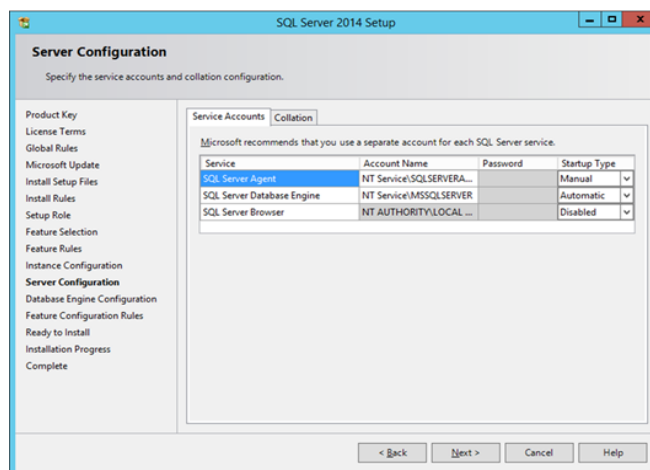 SQL Server 2014 Setup
Server Configuration
Specify the service accounts and collation configuration.
Product Key
License Terms
Global Rules
Microsoft Update
Install Setup Files
Install Rules
Setup Role
Feature Selection
Feature Rules
Instance Configuration
Server Configuration
Database Engine Configuration
Feature Configuration Rules
Ready to Install
Installation Progress
Complete
Service Accounts Collation
Microsoft recommends that you use a separate account for each SQL Server service.
Service Account Name Password Startup Type
SQL Server Agent NT Service\SQLSERVERA... Manual
SQL Server Database Engine NT Service\MSSQLSERVER Automatic
SQL Server Browser NT AUTHORITY\LOCAL ... Disabled
< Back Next > Cancel Help